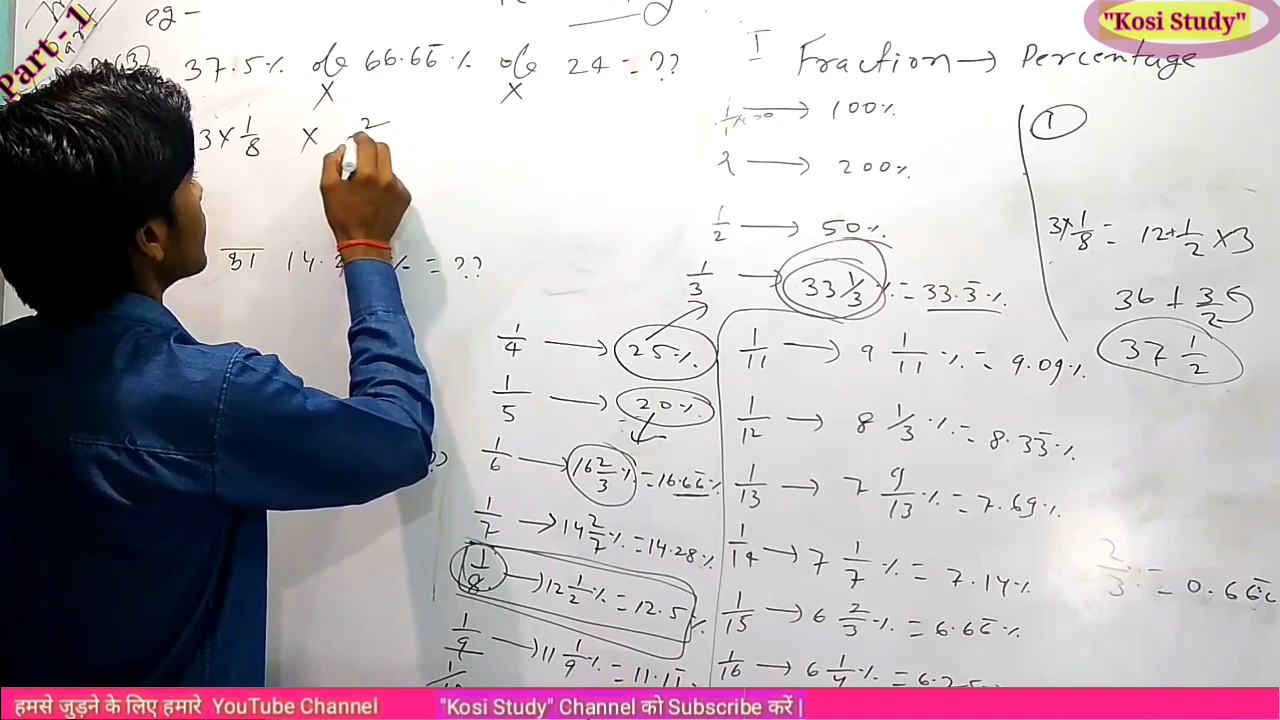 Part-1
"Kosi Study"
eg -
(3) 37.5% of 66.66̅% of 24 = ??
× ×
3 × 1/8 × 2
14. % = ??
I Fraction → Percentage
1/1 → 100%
2 → 200%
1/2 → 50%
1/3 → 33 1/3 % = 33.3̅%
1/4 → 25%
1/5 → 20%
1/6 → 16 2/3 % = 16.66̅%
1/7 → 14 2/7 % = 14.28%
1/8 → 12 1/2 % = 12.5%
1/9 → 11 1/9 % = 11.11̅%
1/11 → 9 1/11 % = 9.09%
1/12 → 8 1/3 % = 8.33̅%
1/13 → 7 9/13 % = 7.69%
1/14 → 7 1/7 % = 7.14%
1/15 → 6 2/3 % = 6.66̅%
1/16 → 6 1/4 % = 6.25
1
3×1/8 = 12+1/2 ×3
36 + 3/2
37 1/2
2/3 = 0.66̅
हमसे जुड़ने के लिए हमारे YouTube Channel "Kosi Study" Channel को Subscribe करें |